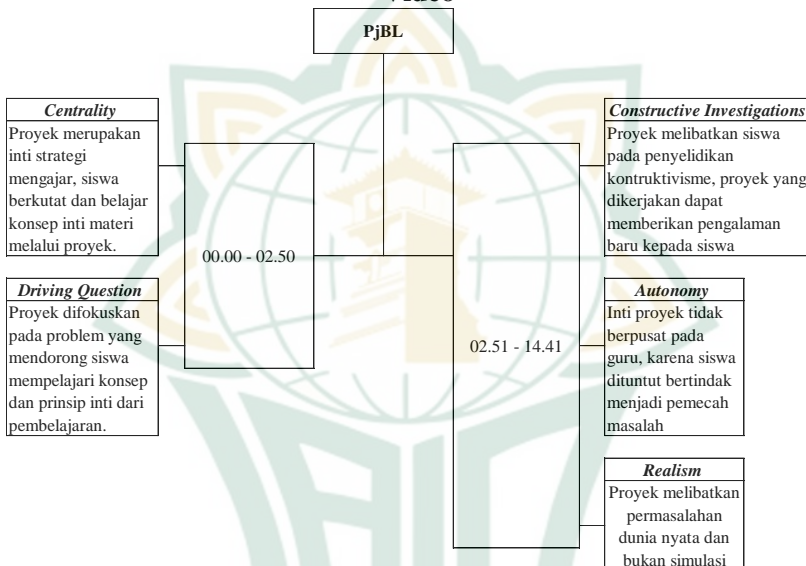 PjBL
Centrality
Proyek merupakan
inti strategi
mengajar, siswa
berkutat dan belajar
konsep inti materi
melalui proyek.
Driving Question
Proyek difokuskan
pada problem yang
mendorong siswa
mempelajari konsep
dan prinsip inti dari
pembelajaran.
00.00 - 02.50
02.51 - 14.41
Constructive Investigations
Proyek melibatkan siswa
pada penyelidikan
kontruktivisme, proyek yang
dikerjakan dapat
memberikan pengalaman
baru kepada siswa
Autonomy
Inti proyek tidak
berpusat pada
guru, karena siswa
dituntut bertindak
menjadi pemecah
masalah
Realism
Proyek melibatkan
permasalahan
dunia nyata dan
bukan simulasi